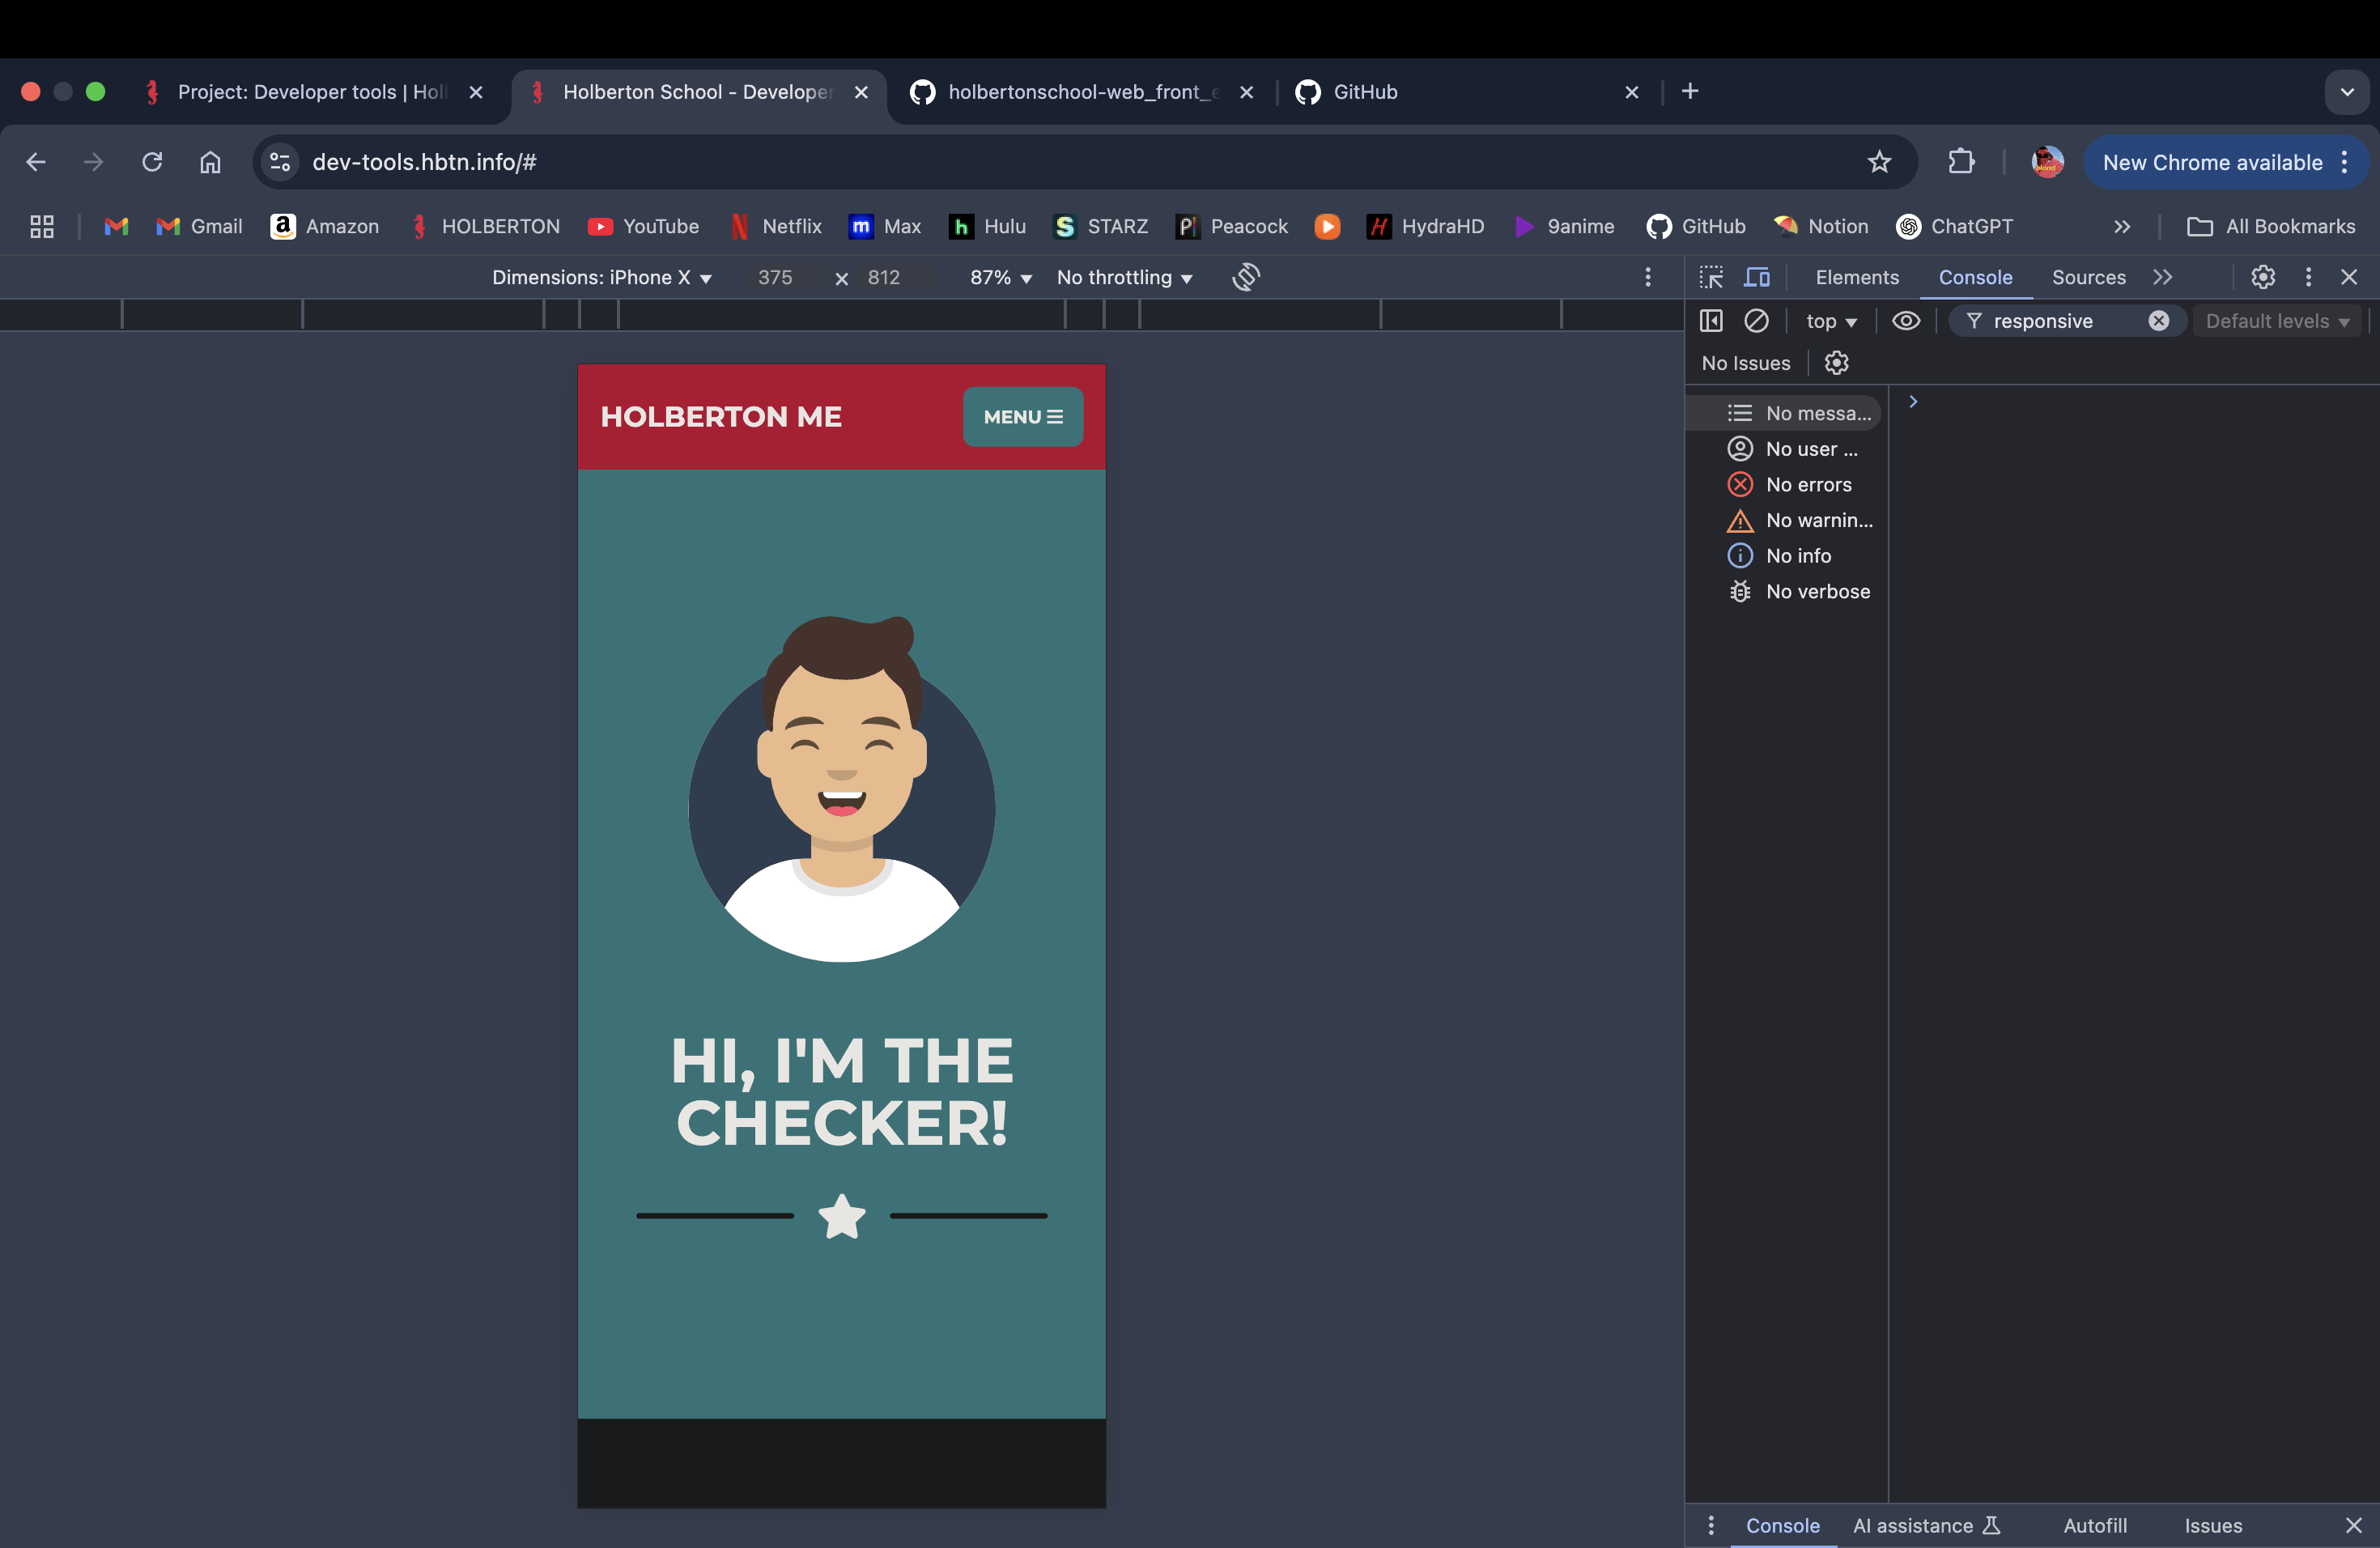 Project: Developer tools | Hol
Holberton School - Developer
holbertonschool-web_front_e
GitHub
dev-tools.hbtn.info/#
New Chrome available
Gmail
Amazon
HOLBERTON
YouTube
Netflix
Max
Hulu
STARZ
Peacock
HydraHD
9anime
GitHub
Notion
ChatGPT
All Bookmarks
Dimensions: iPhone X
375
×
812
87%
No throttling
Elements
Console
Sources
top
responsive
Default levels
No Issues
No messa...
No user ...
No errors
No warnin...
No info
No verbose
HOLBERTON ME
MENU
HI, I'M THE
CHECKER!
Console
AI assistance
Autofill
Issues